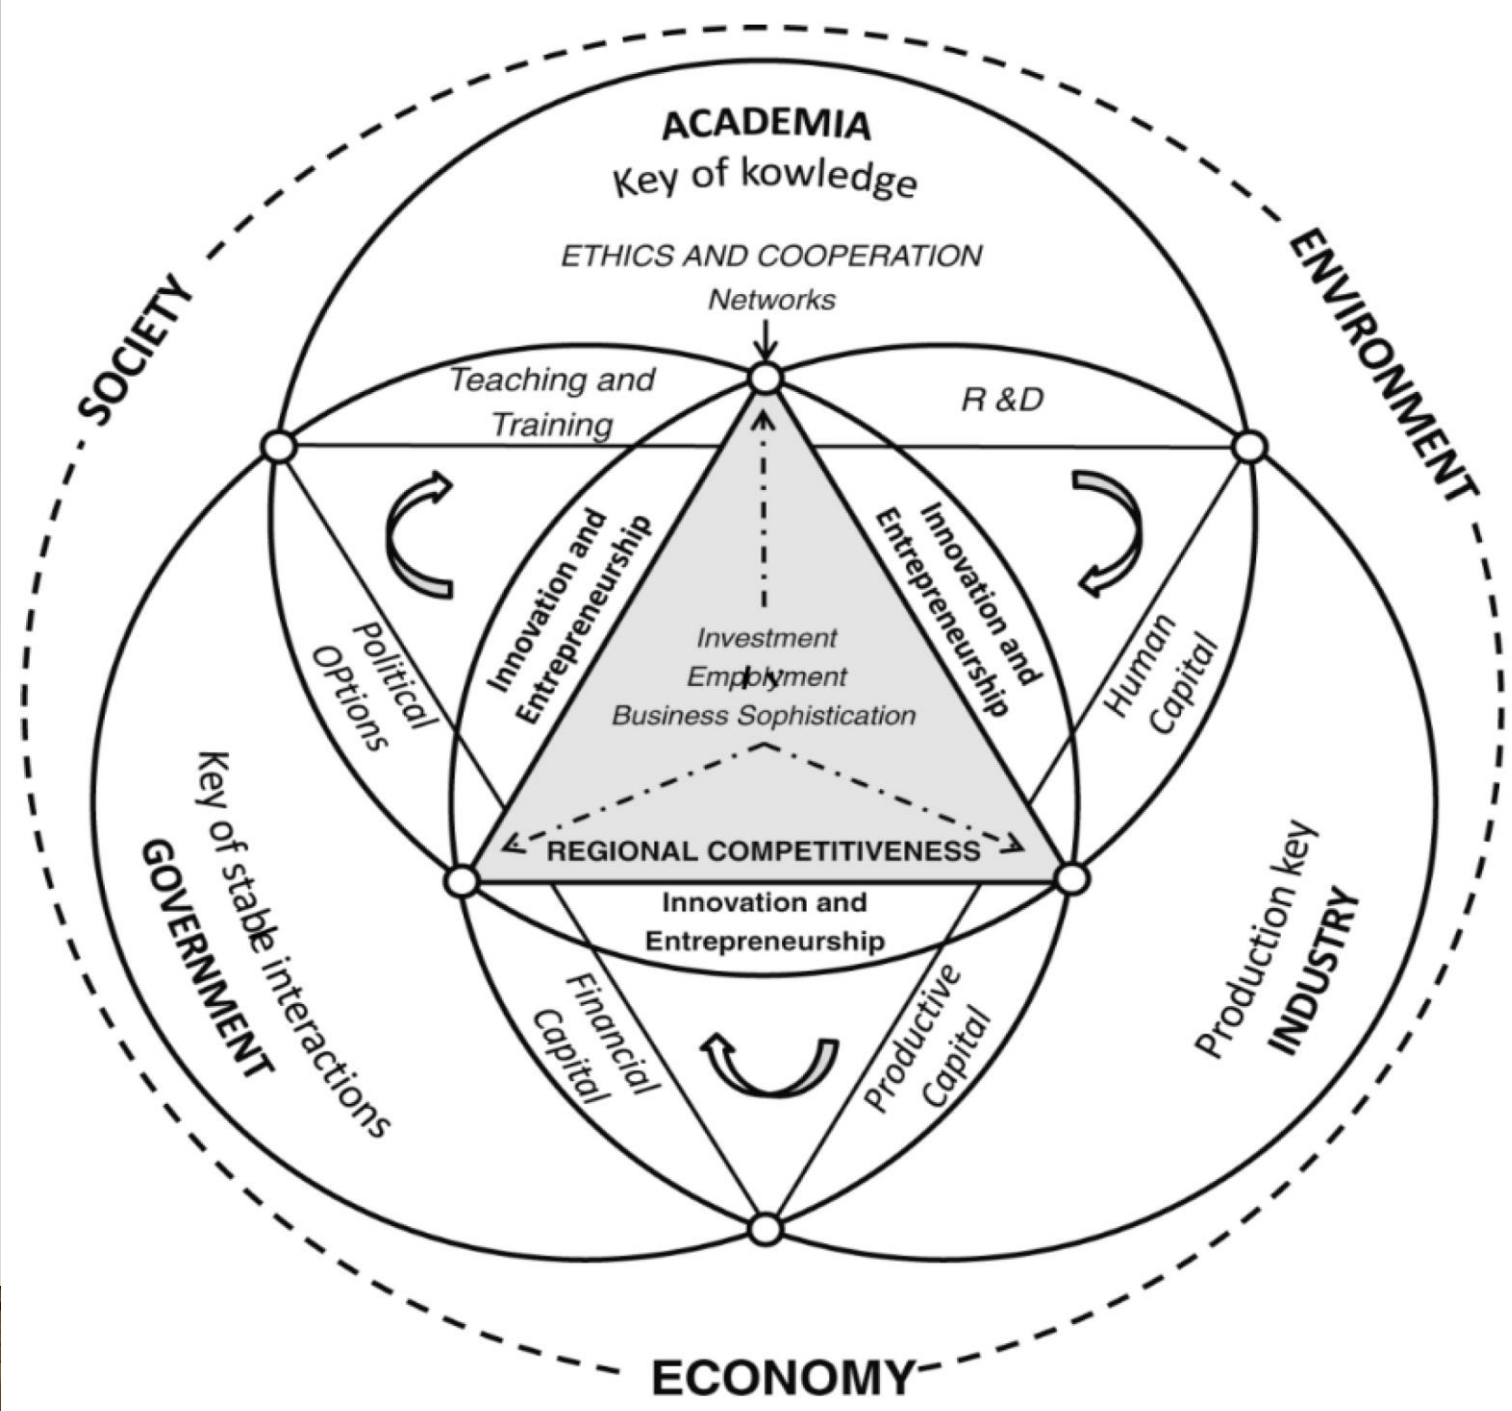 ACADEMIA
Key of kowledge
ETHICS AND COOPERATION
Networks
SOCIETY
ENVIRONMENT
Teaching and
Training
R &D
Innovation and
Entrepreneurship
Innovation and
Entrepreneurship
Political
OPtions
Human
Capital
Investment
Business Sophistication
REGIONAL COMPETITIVENESS
Innovation and
Entrepreneurship
Key of stable interactions
GOVERNMENT
Production key
INDUSTRY
Financial
Capital
Productive
Capital
ECONOMY